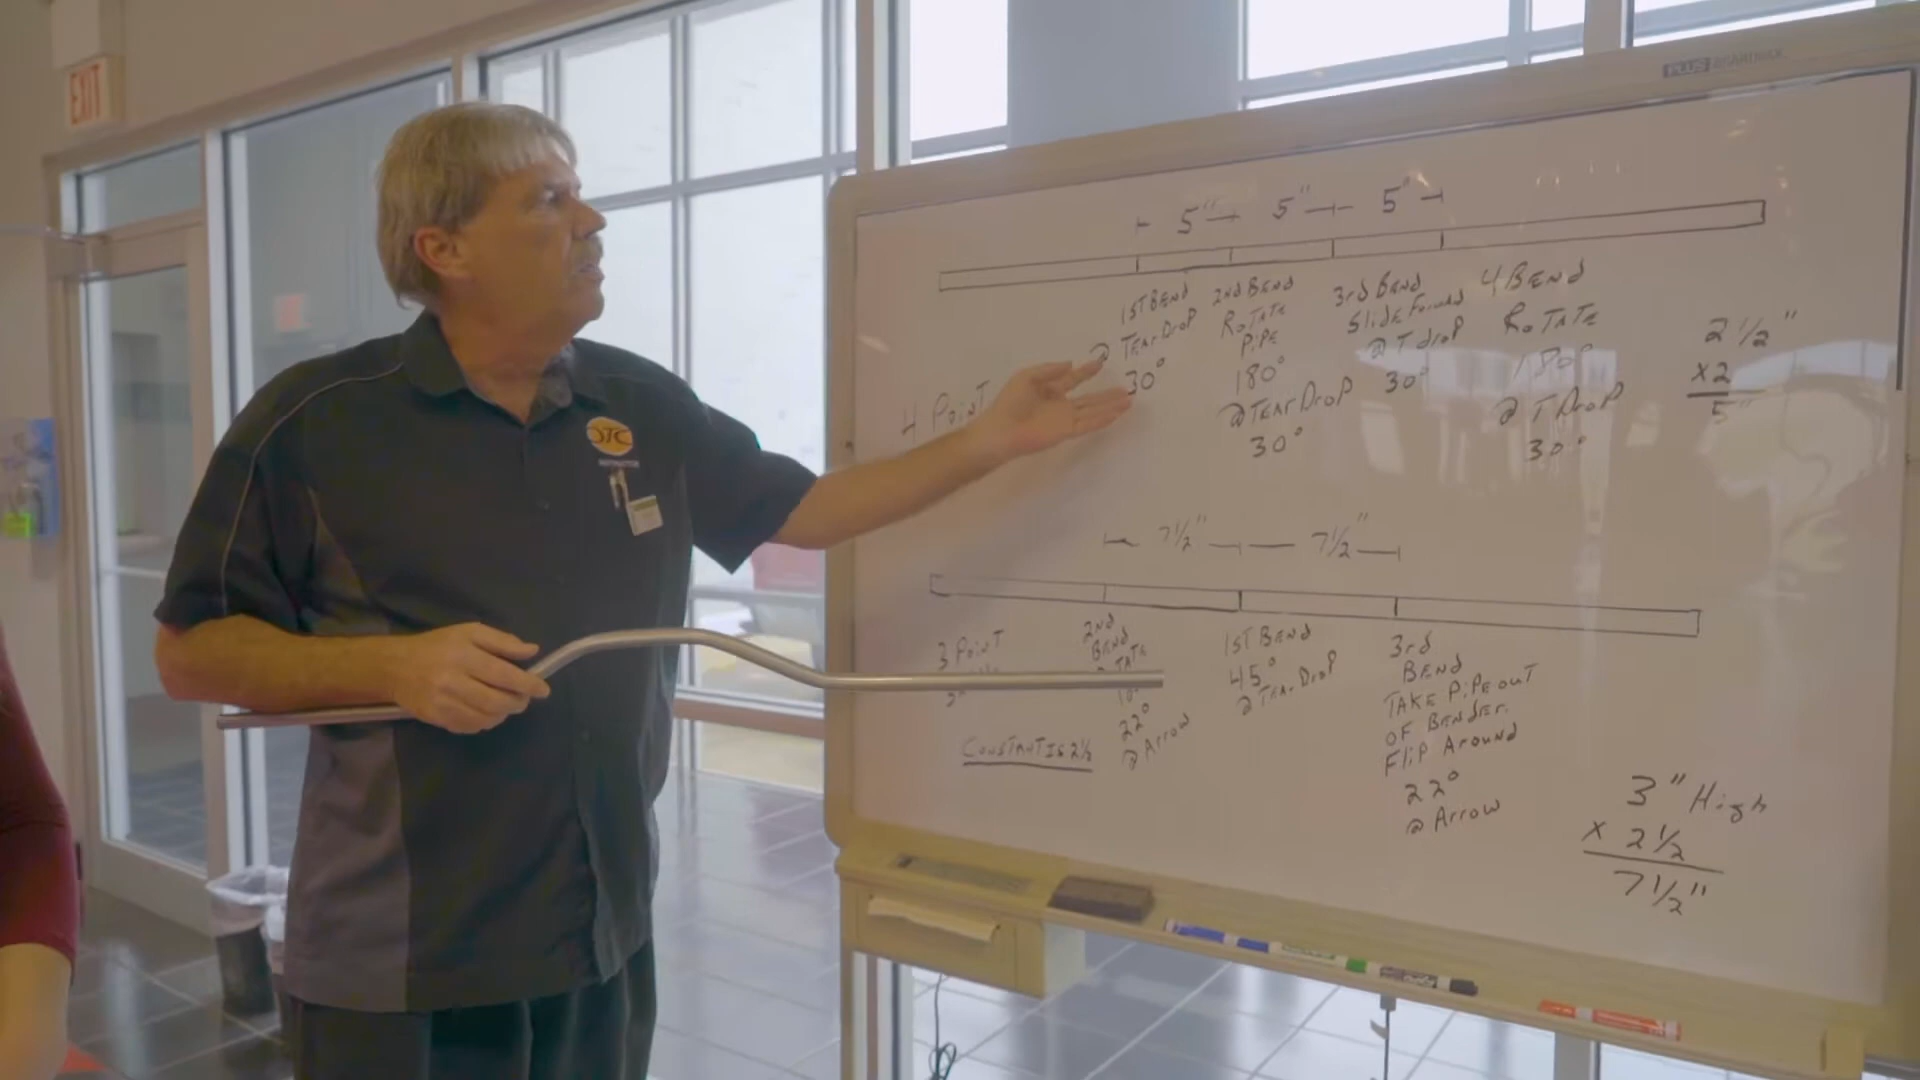 EXIT
PLUS BOARDMAX
5" 5" 5"
1ST BEND
@ TEAR DROP
30°
2nd BEND
ROTATE
PIPE
180°
@ TEAR DROP
30°
3rd BEND
Slide Forward
@ T drop
30°
4 BEND
ROTATE
180°
@ T DROP
30°
2 1/2"
x 2
5"
4 POINT
OTC
7 1/2" 7 1/2"
3 POINT
2nd
BEND
22°
@ Arrow
1ST BEND
45°
@ TEAR DROP
3rd
BEND
TAKE PIPE OUT
OF BENDER.
Flip Around
22°
@ Arrow
CONSTANT IS 2 1/2
3" High
x 2 1/2
7 1/2"